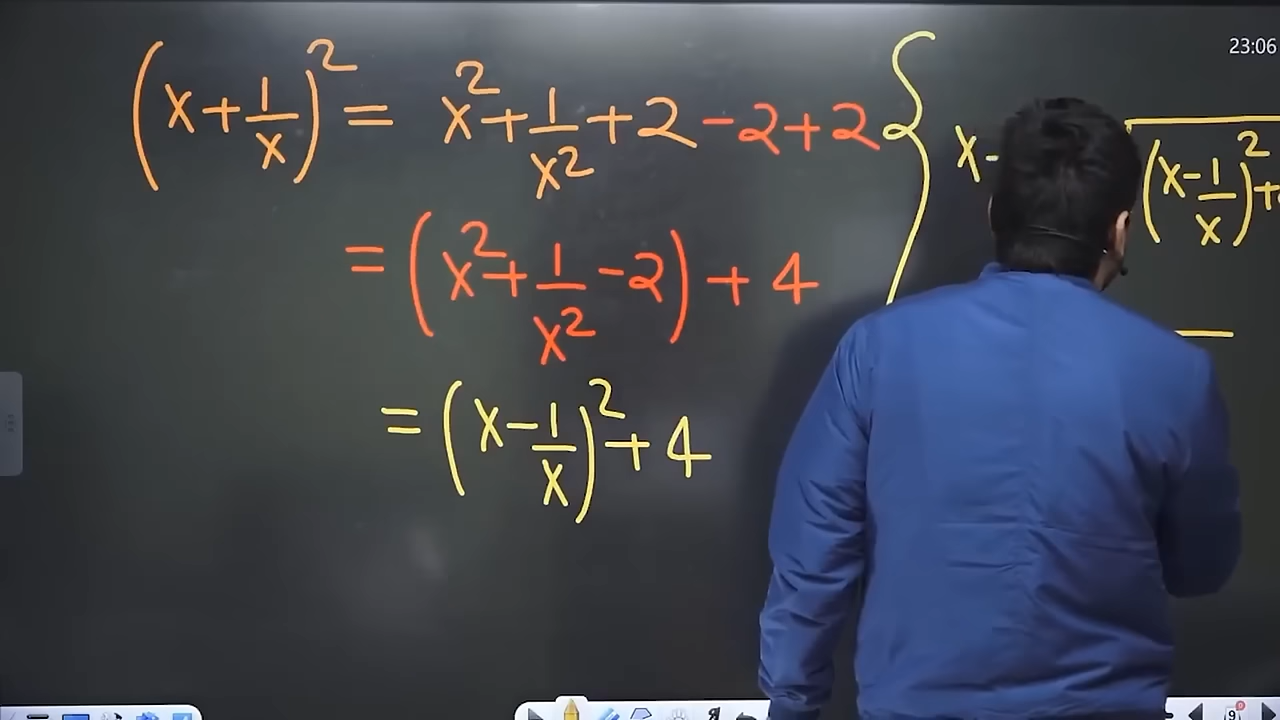 23:06
(x+1/x)² = x²+1/x²+2-2+2
= (x²+1/x²-2)+4
= (x-1/x)²+4
x-
(x-1/x)²+